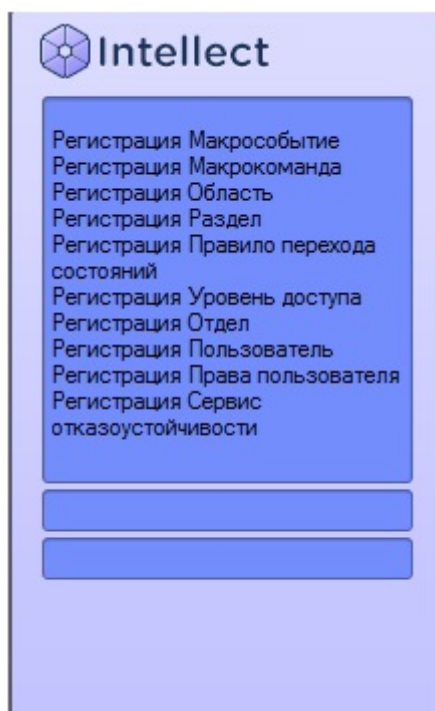 Intellect
Регистрация Макрособытие
Регистрация Макрокоманда
Регистрация Область
Регистрация Раздел
Регистрация Правило перехода
состояний
Регистрация Уровень доступа
Регистрация Отдел
Регистрация Пользователь
Регистрация Права пользователя
Регистрация Сервис
отказоустойчивости